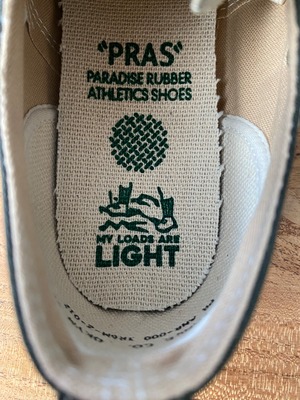 "PRAS"
PARADISE RUBBER
ATHLETICS SHOES
MY LOADS ARE
LIGHT